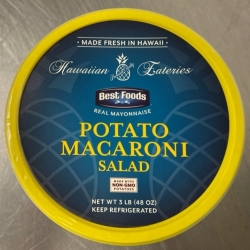 • MADE FRESH IN HAWAII •
Hawaiian Eateries
Best Foods
REAL MAYONNAISE
POTATO
MACARONI
SALAD
MADE WITH
NON-GMO
POTATOES
NET WT 3 LB (48 OZ)
KEEP REFRIGERATED